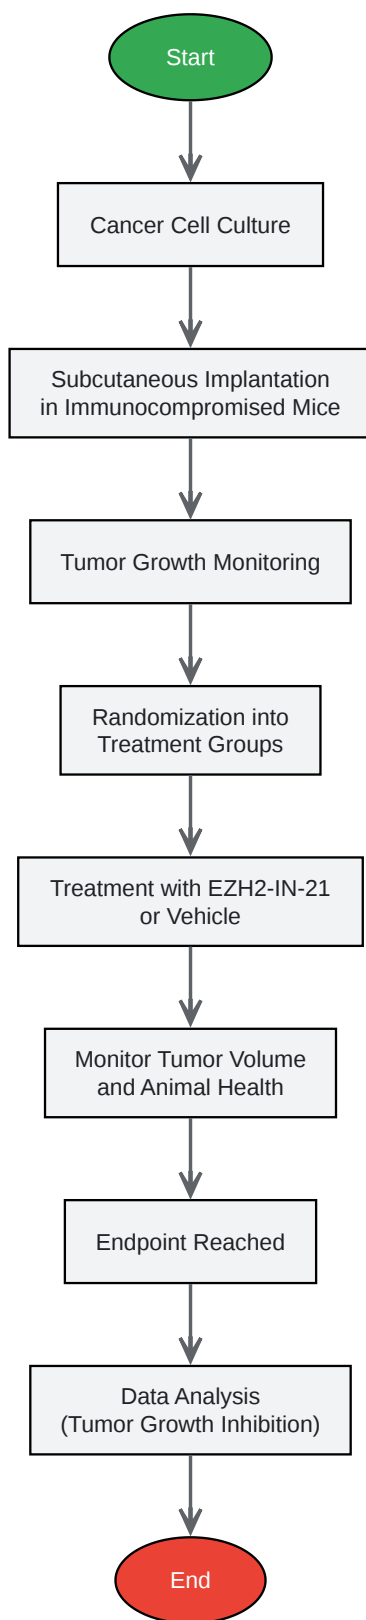 Start
Cancer Cell Culture
Subcutaneous Implantation
in Immunocompromised Mice
Tumor Growth Monitoring
Randomization into
Treatment Groups
Treatment with EZH2-IN-21
or Vehicle
Monitor Tumor Volume
and Animal Health
Endpoint Reached
Data Analysis
(Tumor Growth Inhibition)
End